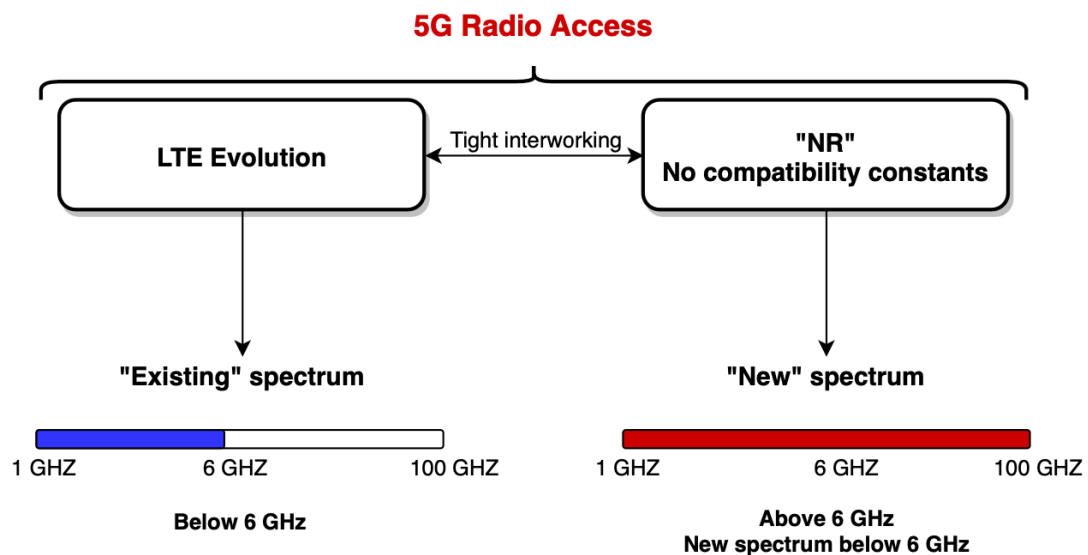 5G Radio Access
LTE Evolution
Tight interworking
"NR"
No compatibility constants
"Existing" spectrum
"New" spectrum
1 GHZ 6 GHZ 100 GHZ
1 GHZ 6 GHZ 100 GHZ
Below 6 GHz
Above 6 GHz
New spectrum below 6 GHz